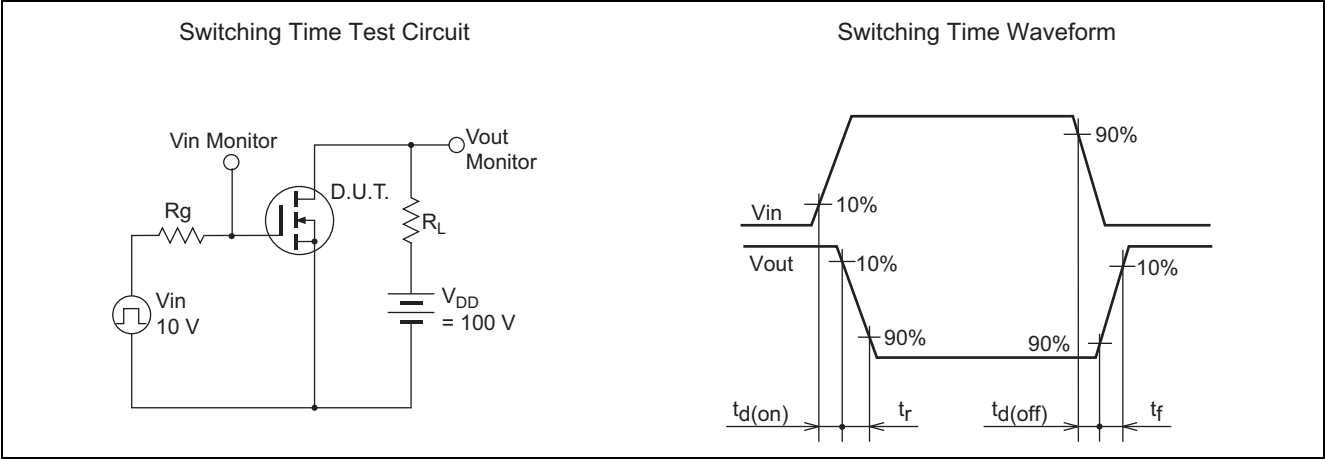 Switching Time Test Circuit
Vin Monitor
Vout
Monitor
D.U.T.
Rg
RL
Vin
10 V
VDD
= 100 V
Switching Time Waveform
90%
Vin
10%
Vout
10%
10%
90%
90%
td(on)
tr
td(off)
tf